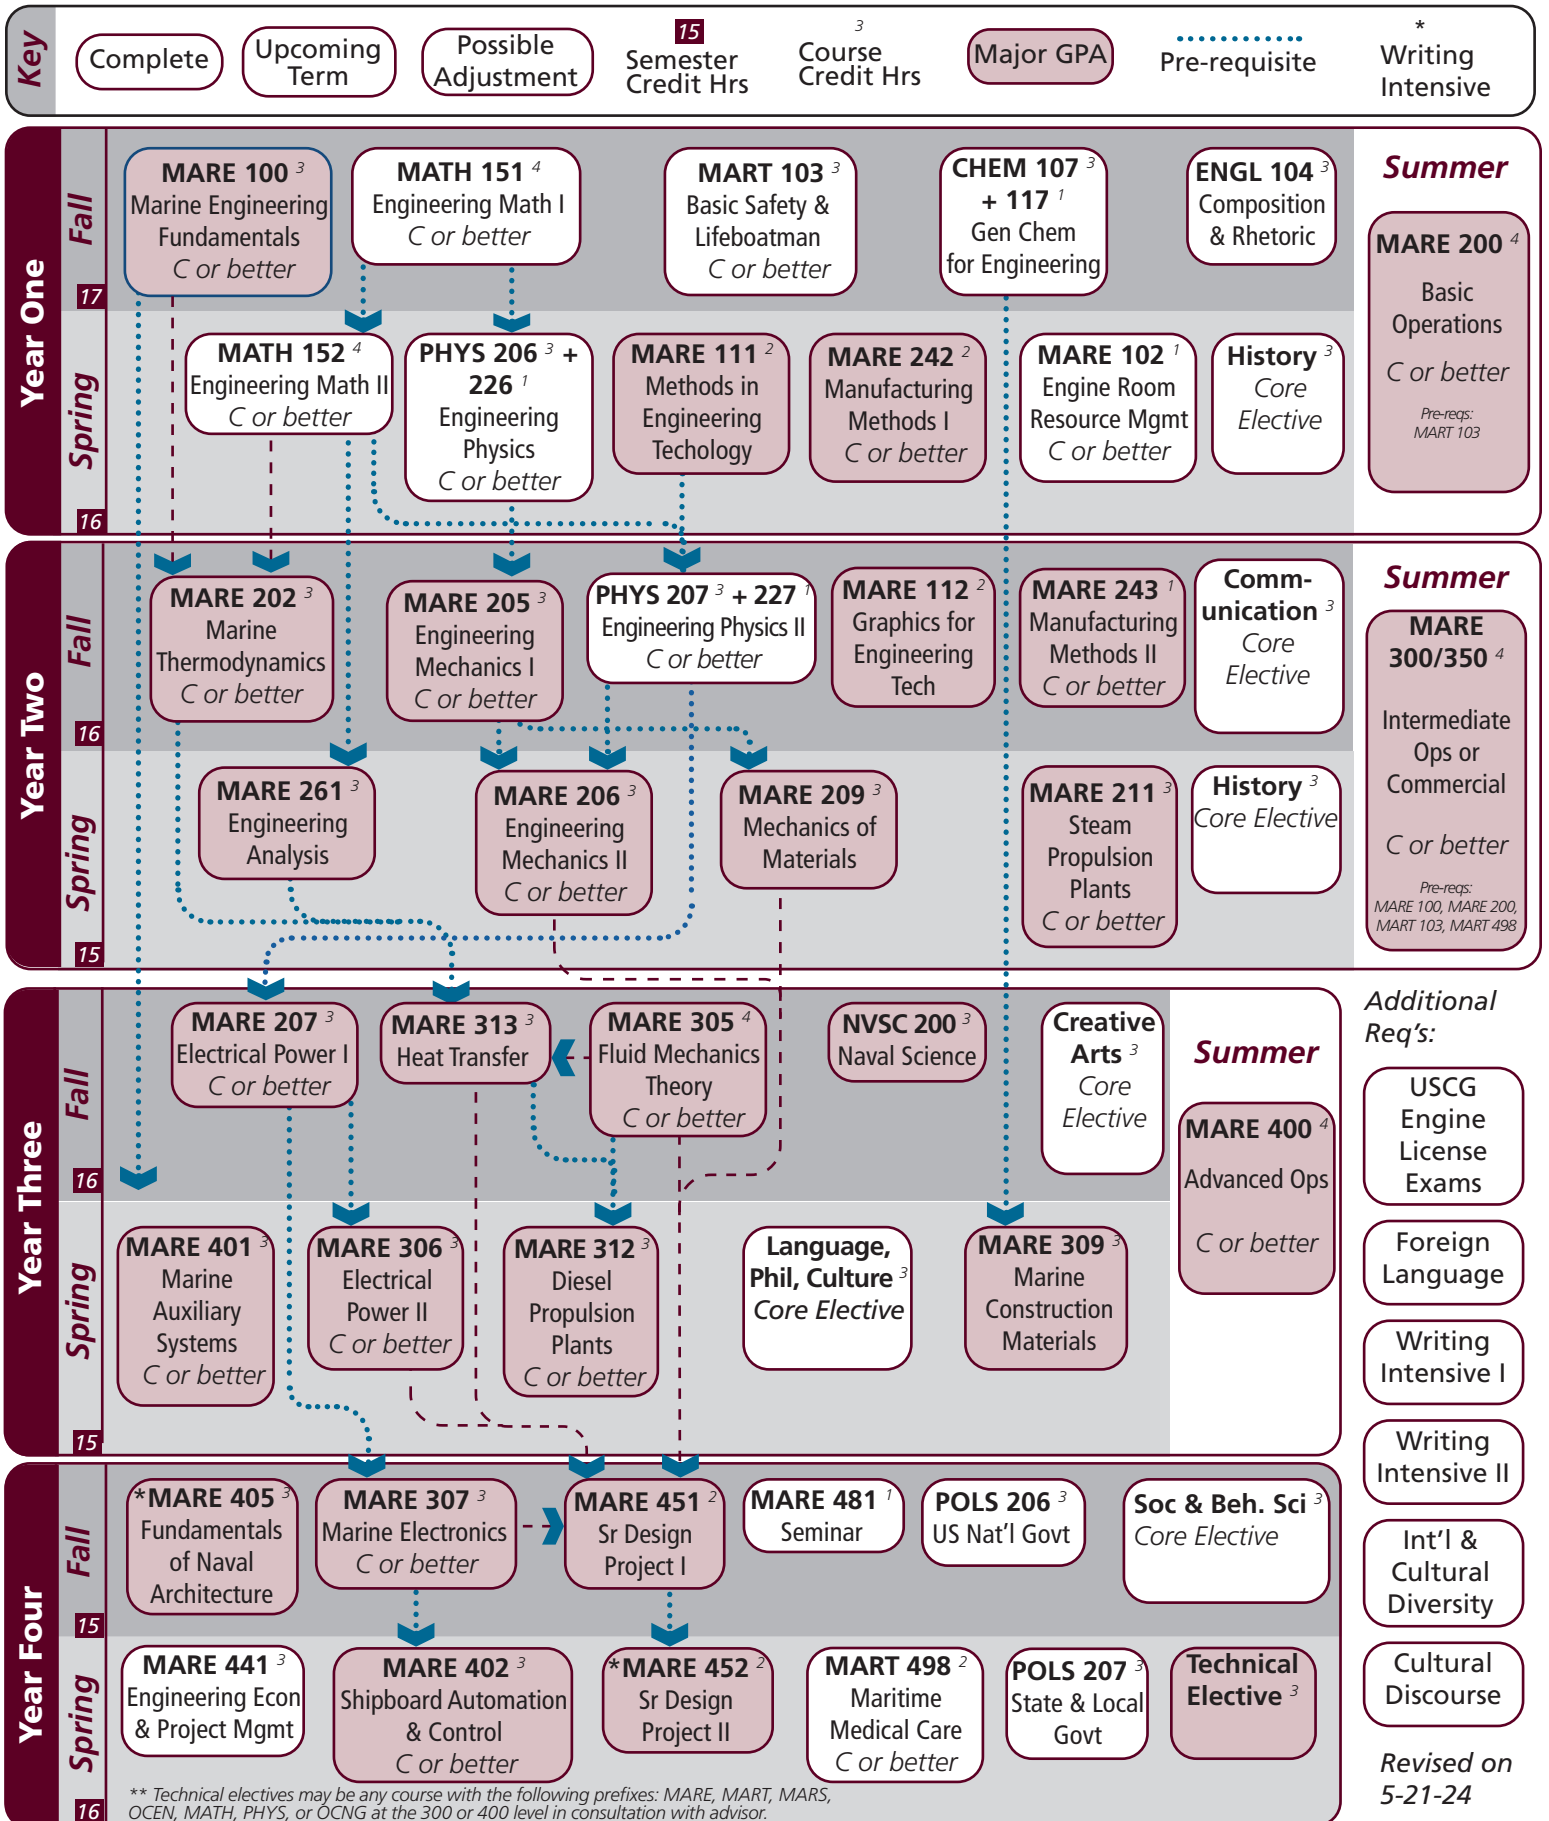 Key
Complete
Upcoming
Term
Possible
Adjustment
15
Semester
Credit Hrs
3
Course
Credit Hrs
Major GPA
Pre-requisite
*
Writing
Intensive
Year One
Fall
17
MARE 100 3
Marine Engineering
Fundamentals
C or better
MATH 151 4
Engineering Math I
C or better
MART 103 3
Basic Safety &
Lifeboatman
C or better
CHEM 107 3
+ 117 1
Gen Chem
for Engineering
ENGL 104 3
Composition
& Rhetoric
Summer
MARE 200 4
Basic
Operations
C or better
Pre-reqs:
MART 103
Spring
16
MATH 152 4
Engineering Math II
C or better
PHYS 206 3 +
226 1
Engineering
Physics
C or better
MARE 111 2
Methods in
Engineering
Techology
MARE 242 2
Manufacturing
Methods I
C or better
MARE 102 1
Engine Room
Resource Mgmt
C or better
History 3
Core
Elective
Year Two
Fall
16
MARE 202 3
Marine
Thermodynamics
C or better
MARE 205 3
Engineering
Mechanics I
C or better
PHYS 207 3 + 227 1
Engineering Physics II
C or better
MARE 112 2
Graphics for
Engineering
Tech
MARE 243 1
Manufacturing
Methods II
C or better
Comm-
unication 3
Core
Elective
Summer
MARE
300/350 4
Intermediate
Ops or
Commercial
C or better
Pre-reqs:
MARE 100, MARE 200,
MART 103, MART 498
Spring
15
MARE 261 3
Engineering
Analysis
MARE 206 3
Engineering
Mechanics II
C or better
MARE 209 3
Mechanics of
Materials
MARE 211 3
Steam
Propulsion
Plants
C or better
History 3
Core Elective
Year Three
Fall
16
MARE 207 3
Electrical Power I
C or better
MARE 313 3
Heat Transfer
MARE 305 4
Fluid Mechanics
Theory
C or better
NVSC 200 3
Naval Science
Creative
Arts 3
Core
Elective
Summer
MARE 400 4
Advanced Ops
C or better
Spring
15
MARE 401 3
Marine
Auxiliary
Systems
C or better
MARE 306 3
Electrical
Power II
C or better
MARE 312 3
Diesel
Propulsion
Plants
C or better
Language,
Phil, Culture 3
Core Elective
MARE 309 3
Marine
Construction
Materials
Year Four
Fall
15
*MARE 405 3
Fundamentals
of Naval
Architecture
MARE 307 3
Marine Electronics
C or better
MARE 451 2
Sr Design
Project I
MARE 481 1
Seminar
POLS 206 3
US Nat'l Govt
Soc & Beh. Sci 3
Core Elective
Spring
16
MARE 441 3
Engineering Econ
& Project Mgmt
MARE 402 3
Shipboard Automation
& Control
C or better
*MARE 452 2
Sr Design
Project II
MART 498 2
Maritime
Medical Care
C or better
POLS 207 3
State & Local
Govt
Technical
Elective 3
** Technical electives may be any course with the following prefixes: MARE, MART, MARS,
OCEN, MATH, PHYS, or OCNG at the 300 or 400 level in consultation with advisor.
Additional
Req's:
USCG
Engine
License
Exams
Foreign
Language
Writing
Intensive I
Writing
Intensive II
Int'l &
Cultural
Diversity
Cultural
Discourse
Revised on
5-21-24